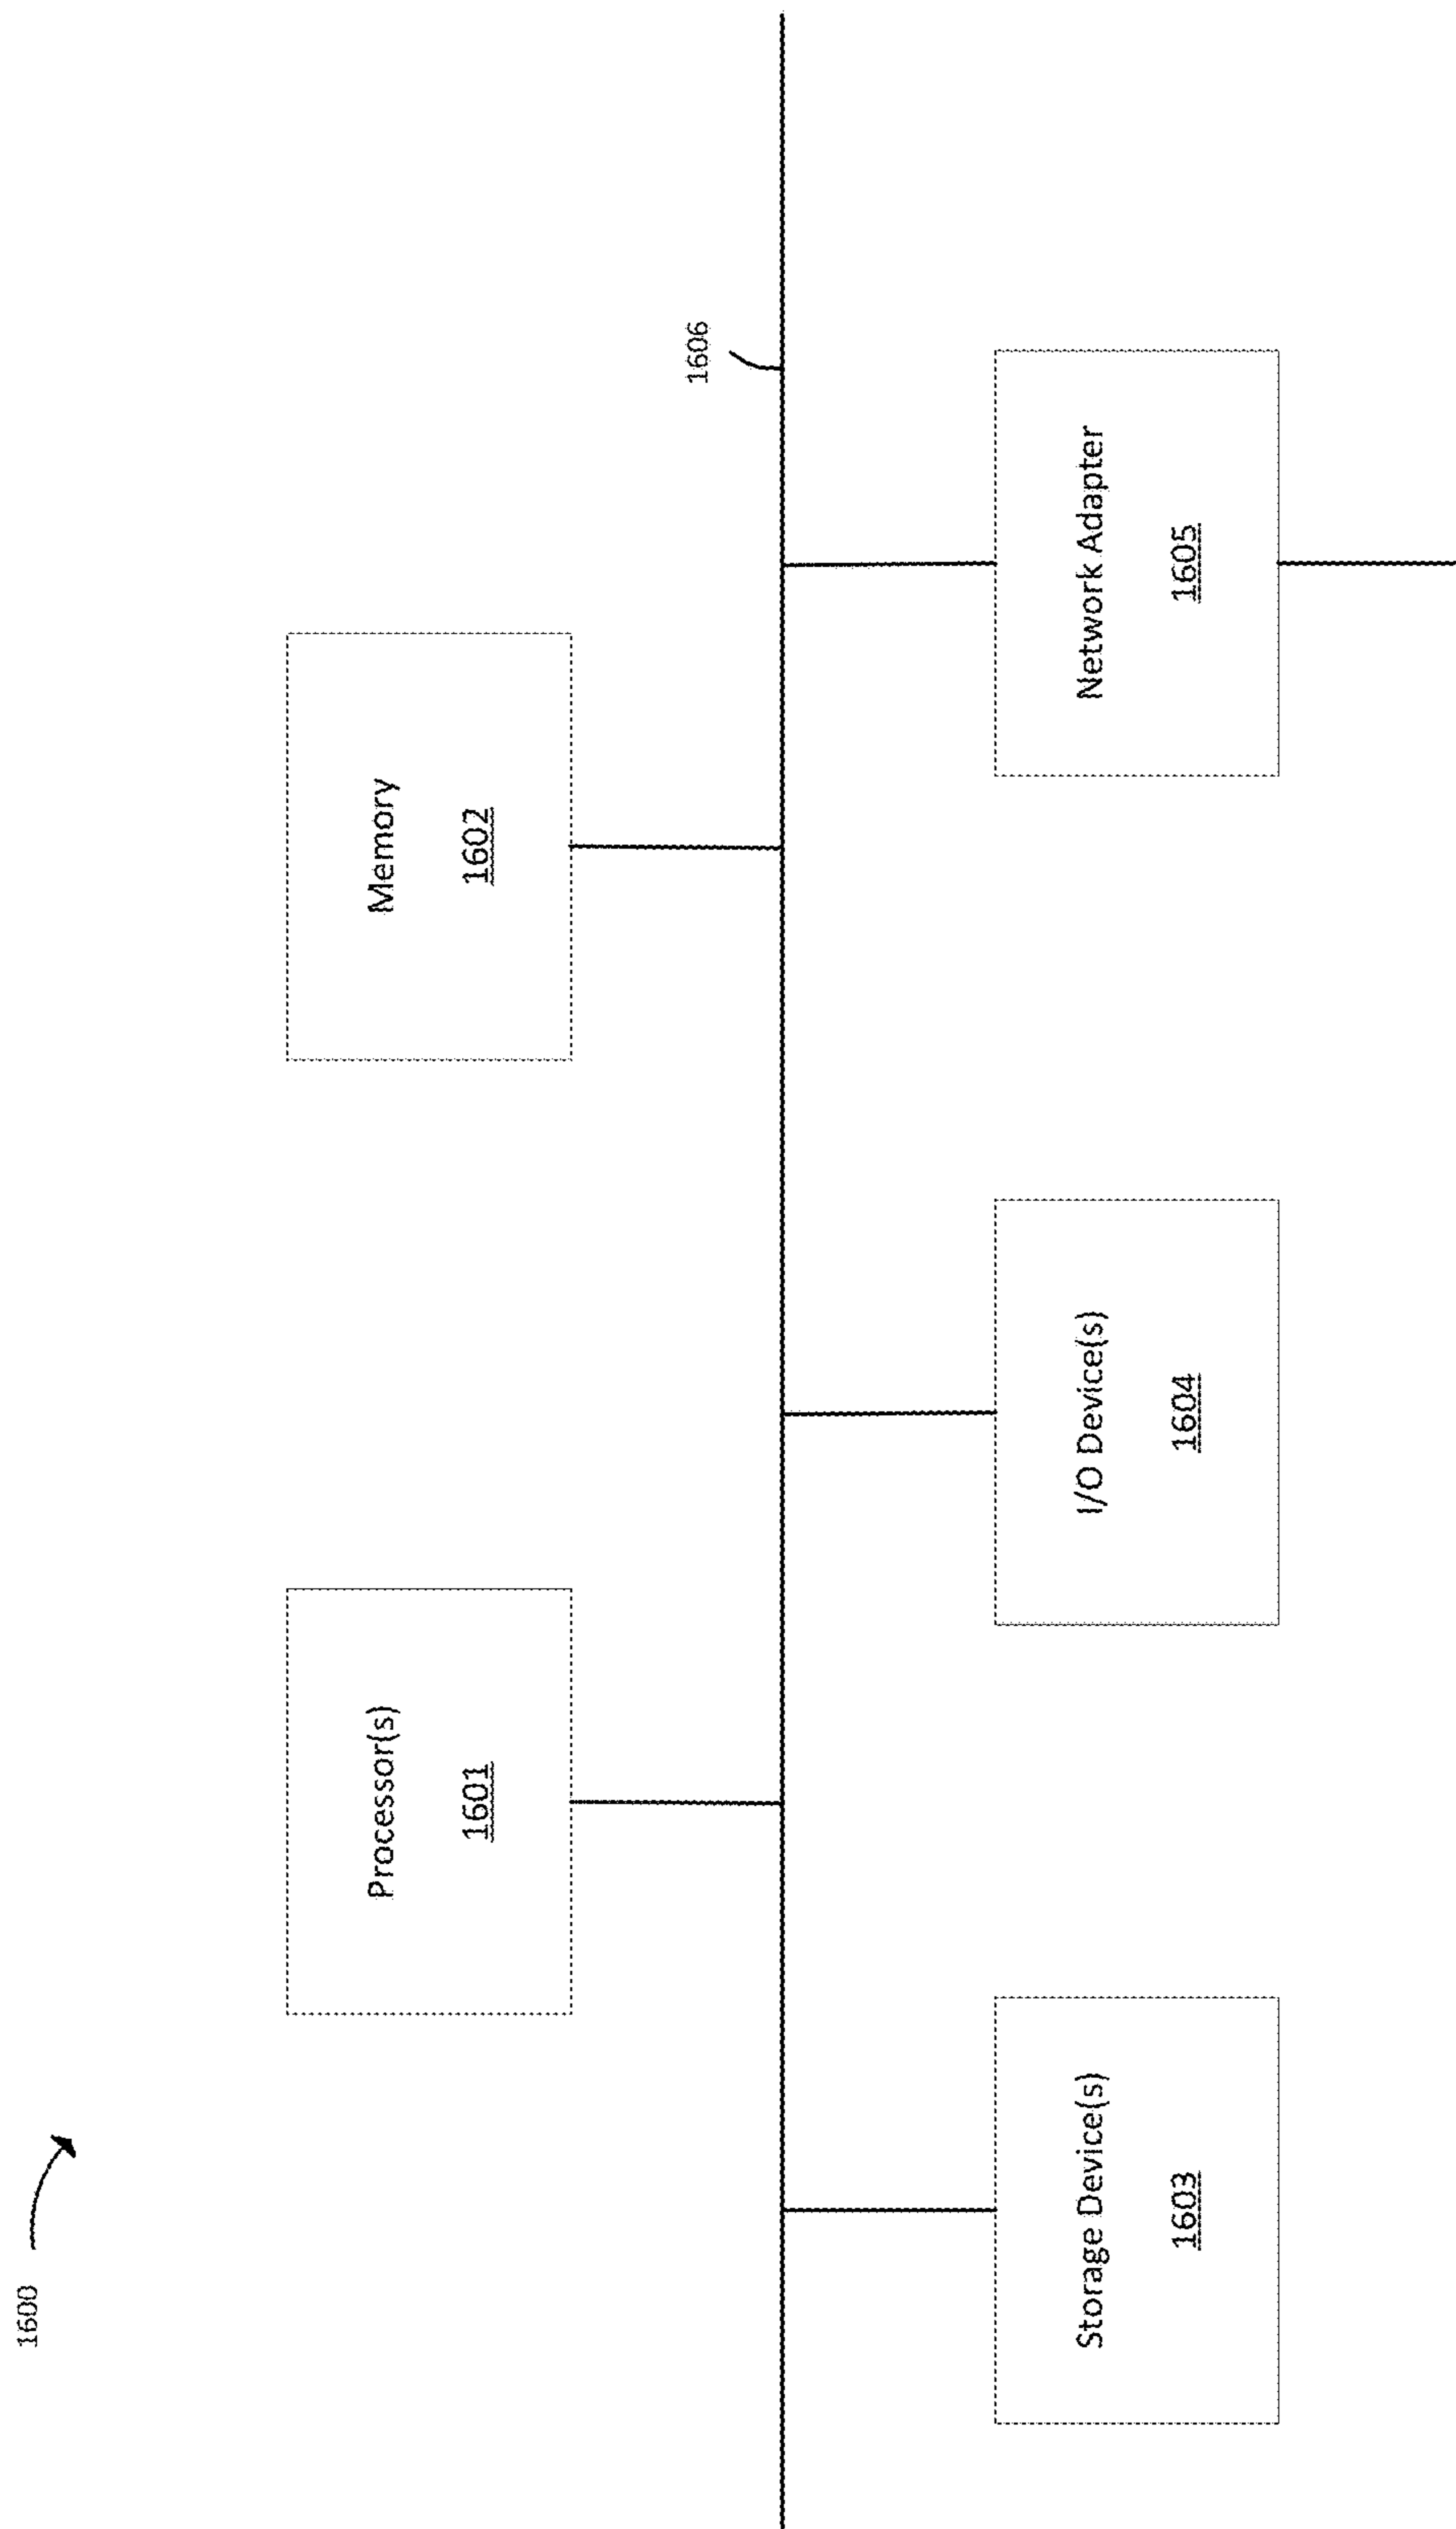 1600
Processor(s)
1601
Memory
1602
1606
Storage Device(s)
1603
I/O Device(s)
1604
Network Adapter
1605